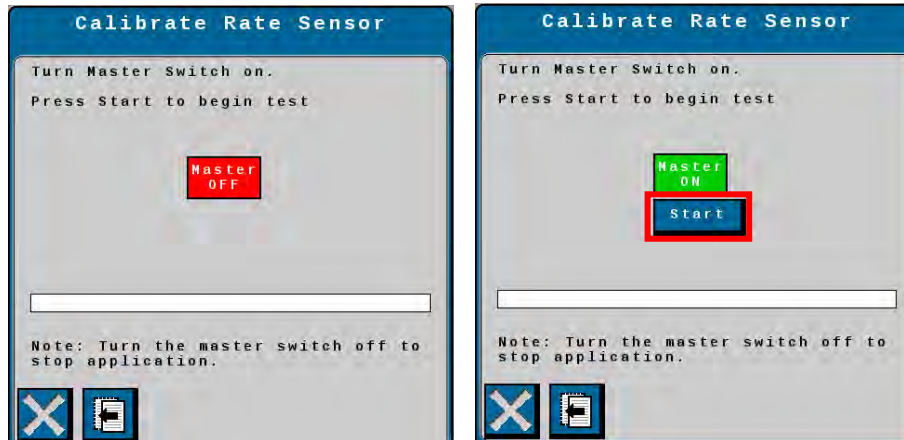 Calibrate Rate Sensor
Turn Master Switch on.
Press Start to begin test
Master
OFF
Note: Turn the master switch off to
stop application.
Calibrate Rate Sensor
Turn Master Switch on.
Press Start to begin test
Master
ON
Start
Note: Turn the master switch off to
stop application.